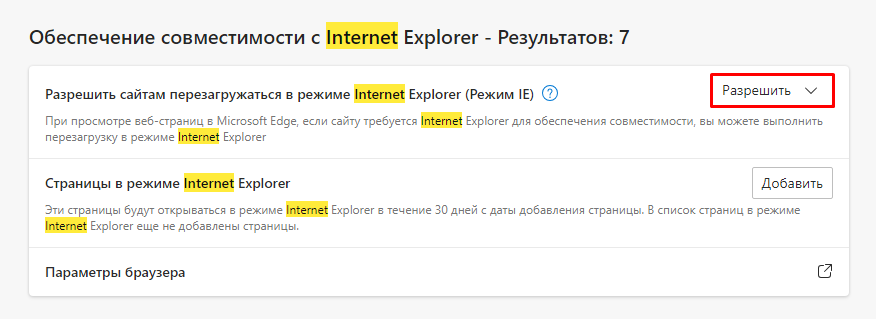 Обеспечение совместимости с Internet Explorer - Результатов: 7
Разрешить сайтам перезагружаться в режиме Internet Explorer (Режим IE)
Разрешить
При просмотре веб-страниц в Microsoft Edge, если сайту требуется Internet Explorer для обеспечения совместимости, вы можете выполнить
перезагрузку в режиме Internet Explorer
Страницы в режиме Internet Explorer
Добавить
Эти страницы будут открываться в режиме Internet Explorer в течение 30 дней с даты добавления страницы. В список страниц в режиме
Internet Explorer еще не добавлены страницы.
Параметры браузера